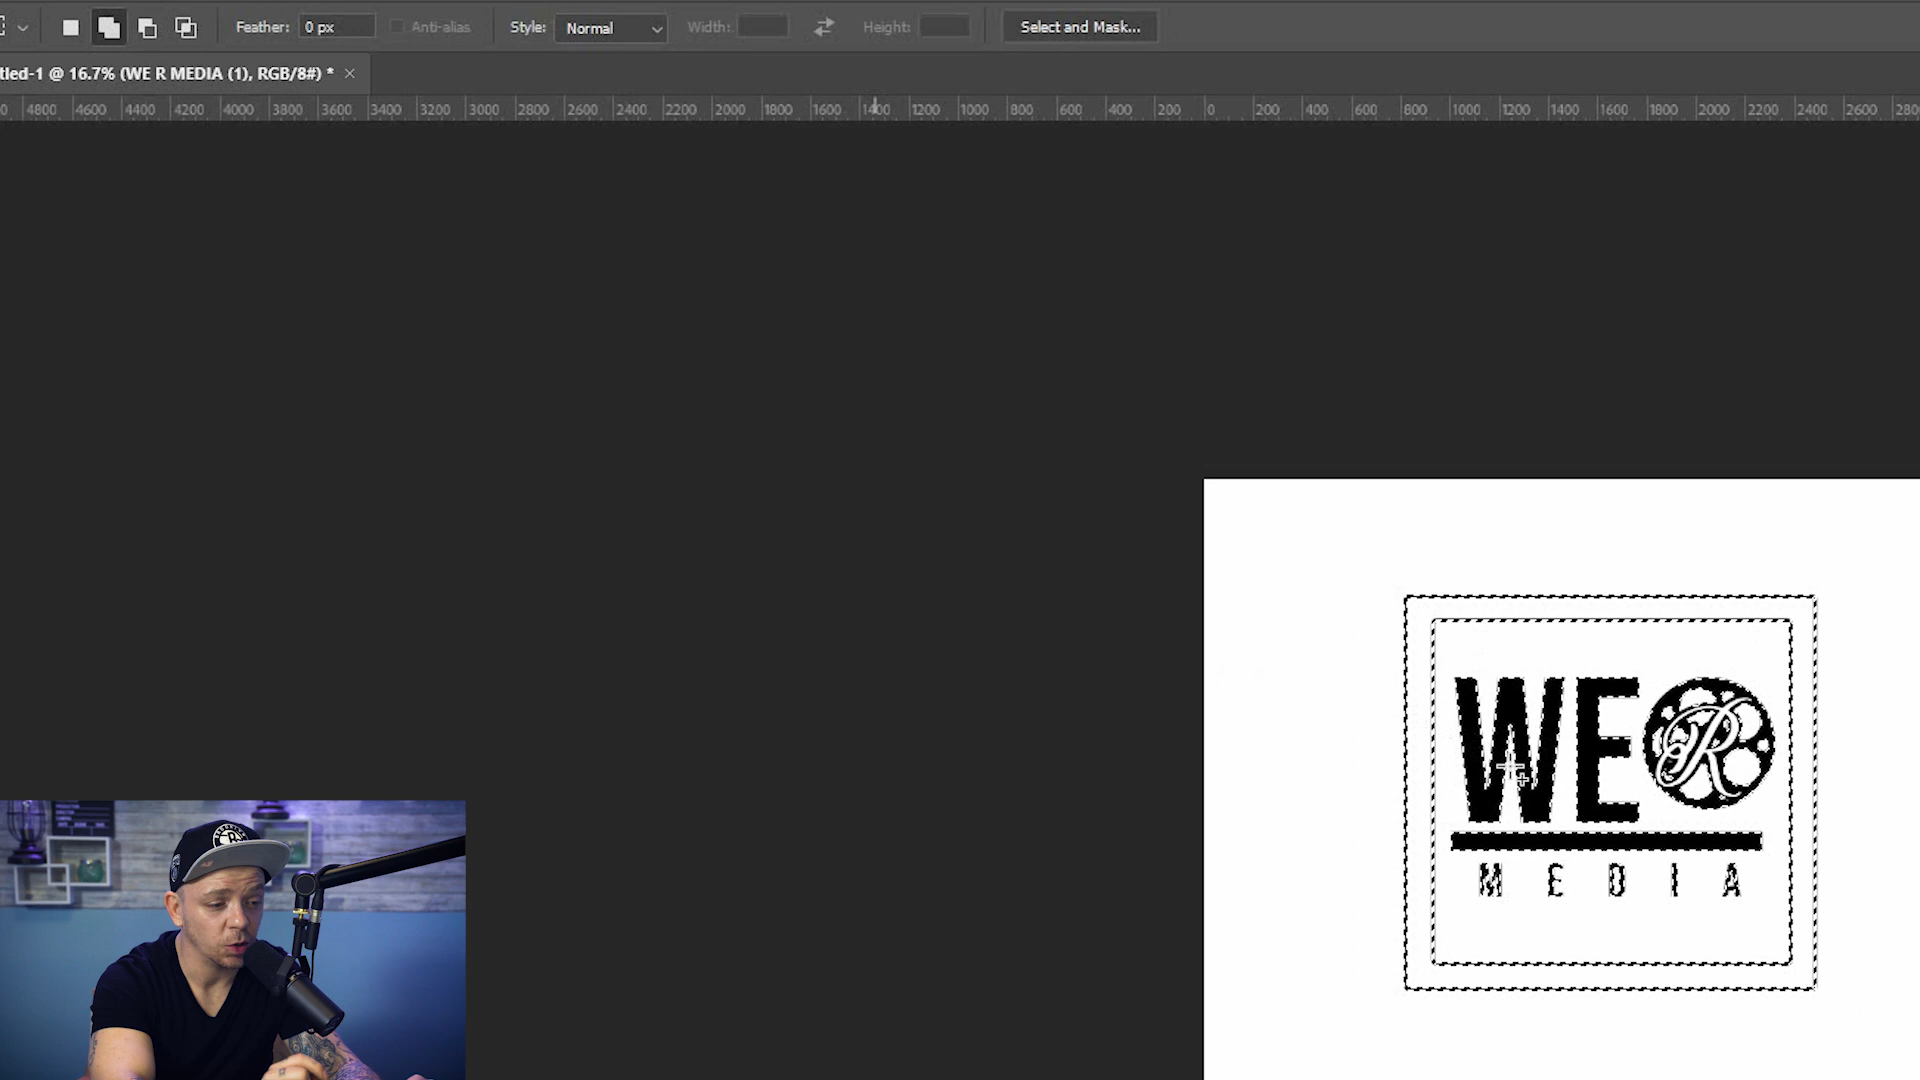 Feather: 0 px Anti-alias Style: Normal Width: Height: Select and Mask...
tled-1 @ 16.7% (WE R MEDIA (1), RGB/8#) *
0 4800 4600 4400 4200 4000 3800 3600 3400 3200 3000 2800 2600 2400 2200 2000 1800 1600 1400 1200 1000 800 600 400 200 0 200 400 600 800 1000 1200 1400 1600 1800 2000 2200 2400 2600 280
WE R
MEDIA
B